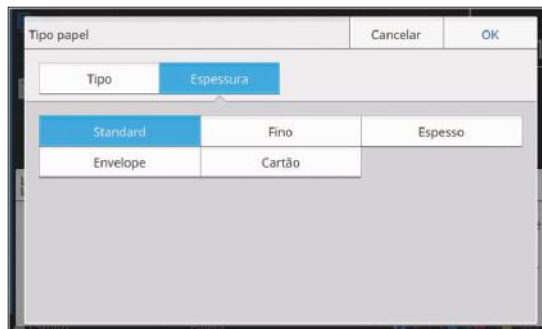 Tipo papel Cancelar OK
Tipo Espessura
Standard Fino Espesso
Envelope Cartão